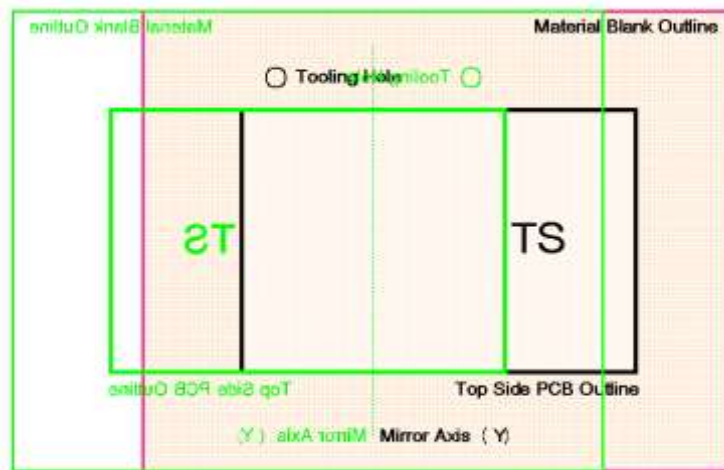 Material Blank Outline Material Blank Outline
Tooling Hole Tooling Hole
TS TS
Top Side PCB Outline Top Side PCB Outline
Mirror Axis (Y) Mirror Axis (Y)